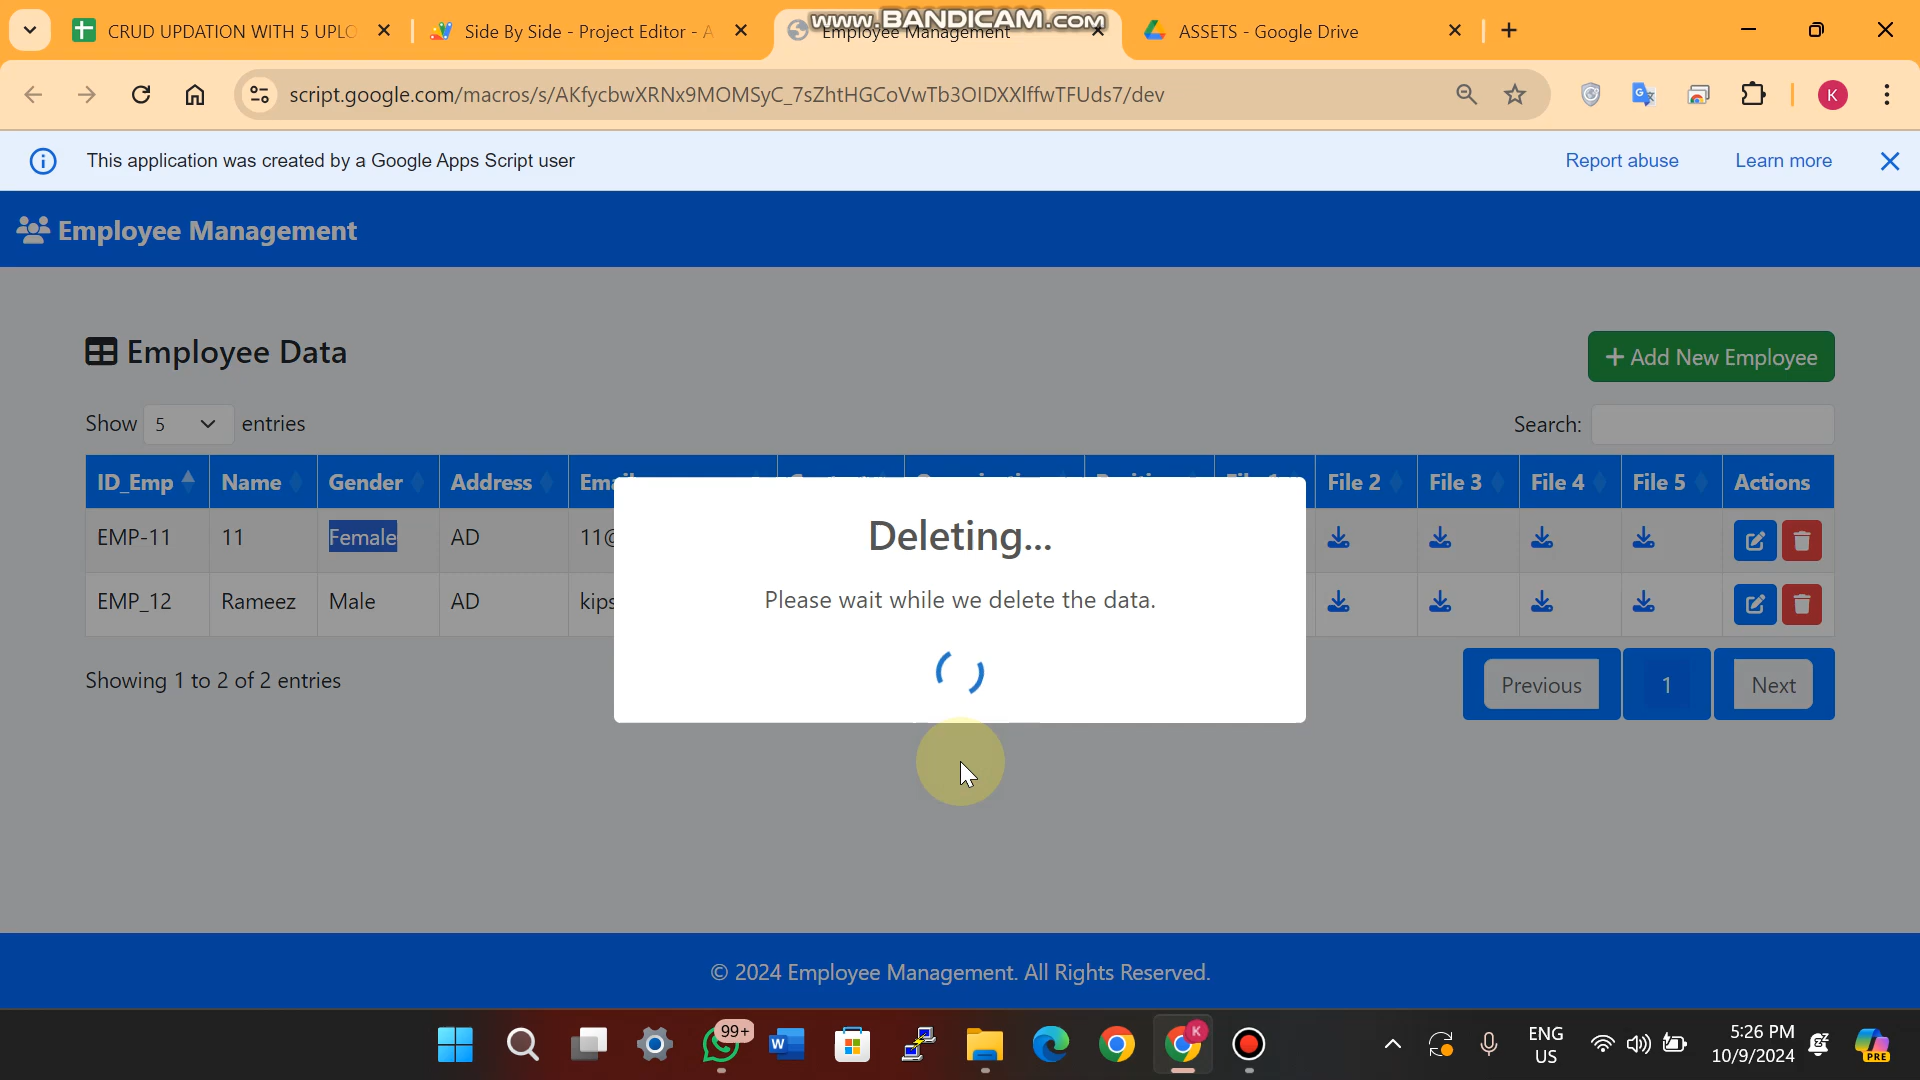 CRUD UPDATION WITH 5 UPLO
Side By Side - Project Editor - A
Employee Management
ASSETS - Google Drive
www.BANDICAM.com
script.google.com/macros/s/AKfycbwXRNx9MOMSyC_7sZhtHGCoVwTb3OIDXXlffwTFUds7/dev
K
This application was created by a Google Apps Script user
Report abuse
Learn more
Employee Management
Employee Data
+ Add New Employee
Show 5 entries
Search:
ID_Emp Name Gender Address File 2 File 3 File 4 File 5 Actions
EMP-11 11 Female AD 11@
EMP_12 Rameez Male AD kips
Deleting...
Please wait while we delete the data.
Showing 1 to 2 of 2 entries
Previous 1 Next
© 2024 Employee Management. All Rights Reserved.
99+
W
K
ENG
US
5:26 PM
10/9/2024
PRE